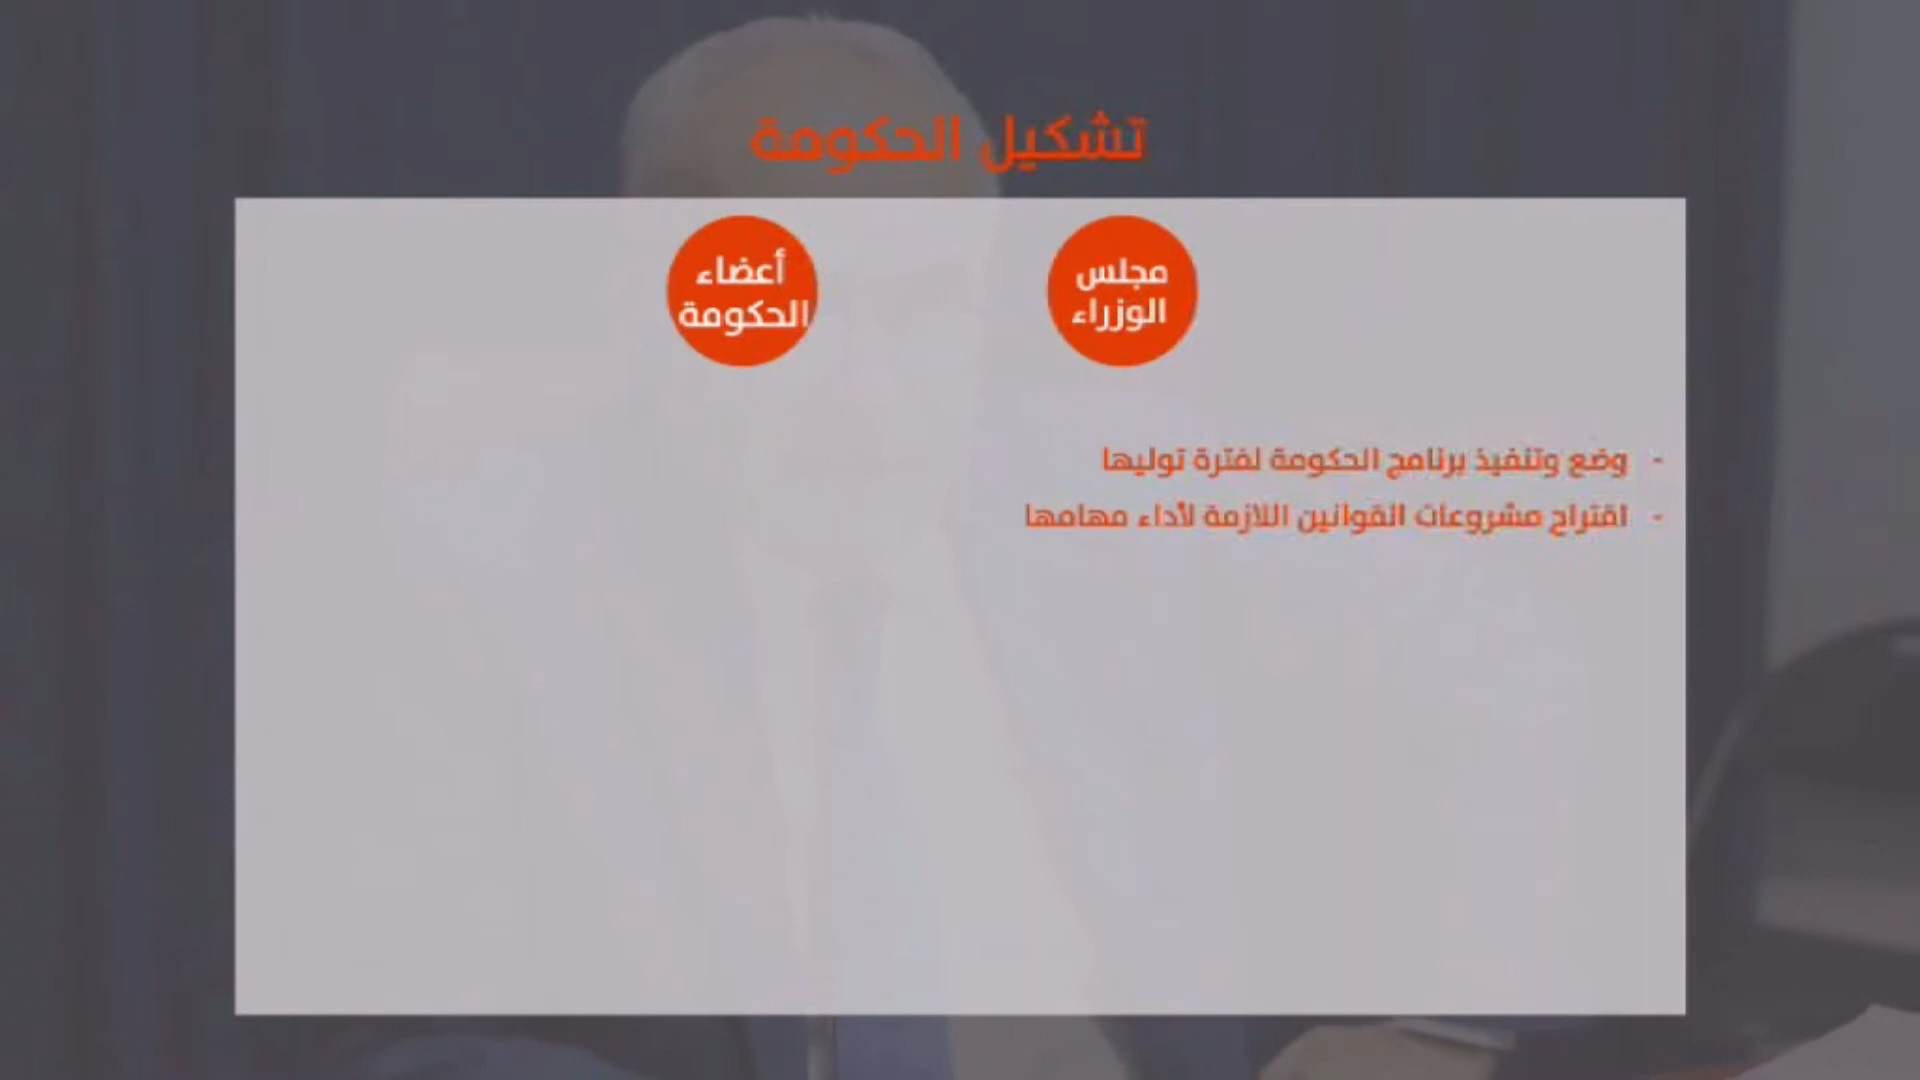 تشكيل الحكومة
مجلس
الوزراء
أعضاء
الحكومة
- وضع وتنفيذ برنامج الحكومة لفترة توليها
- اقتراح مشروعات القوانين اللازمة لأداء مهامها